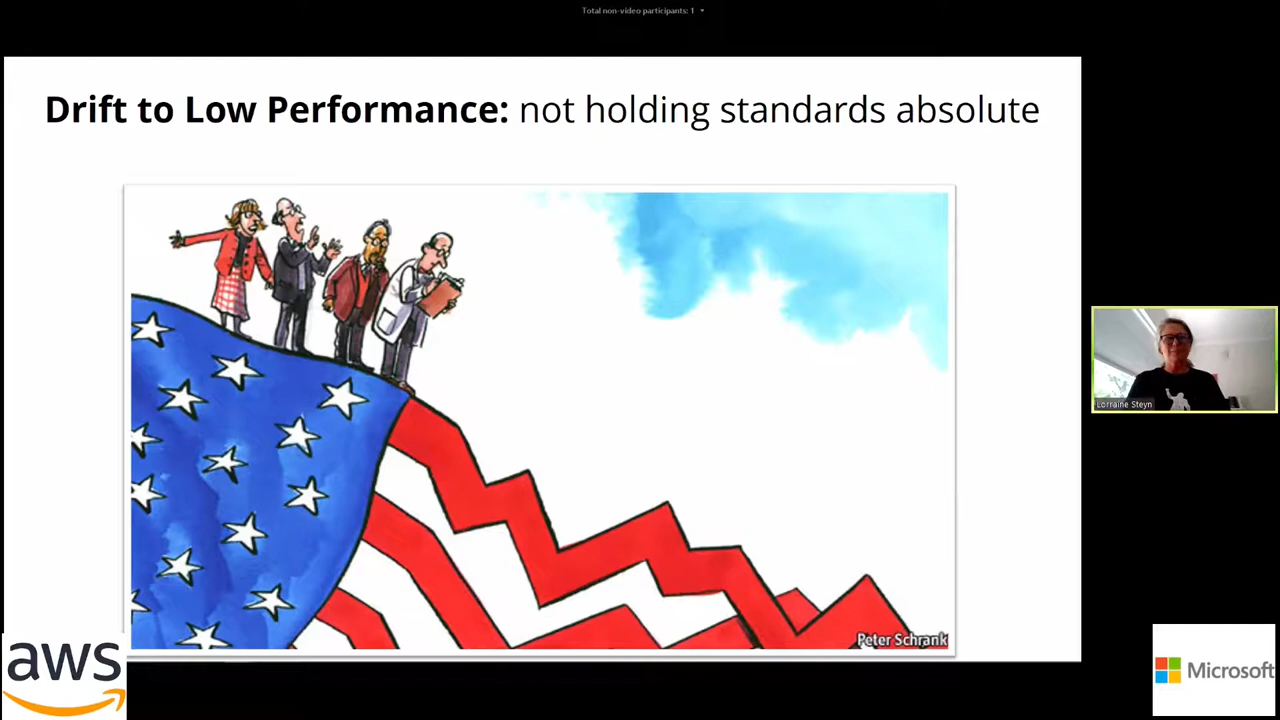 Total non-video participants: 1
Drift to Low Performance: not holding standards absolute
Lorraine Steyn
Peter Schrank
aws
Microsoft